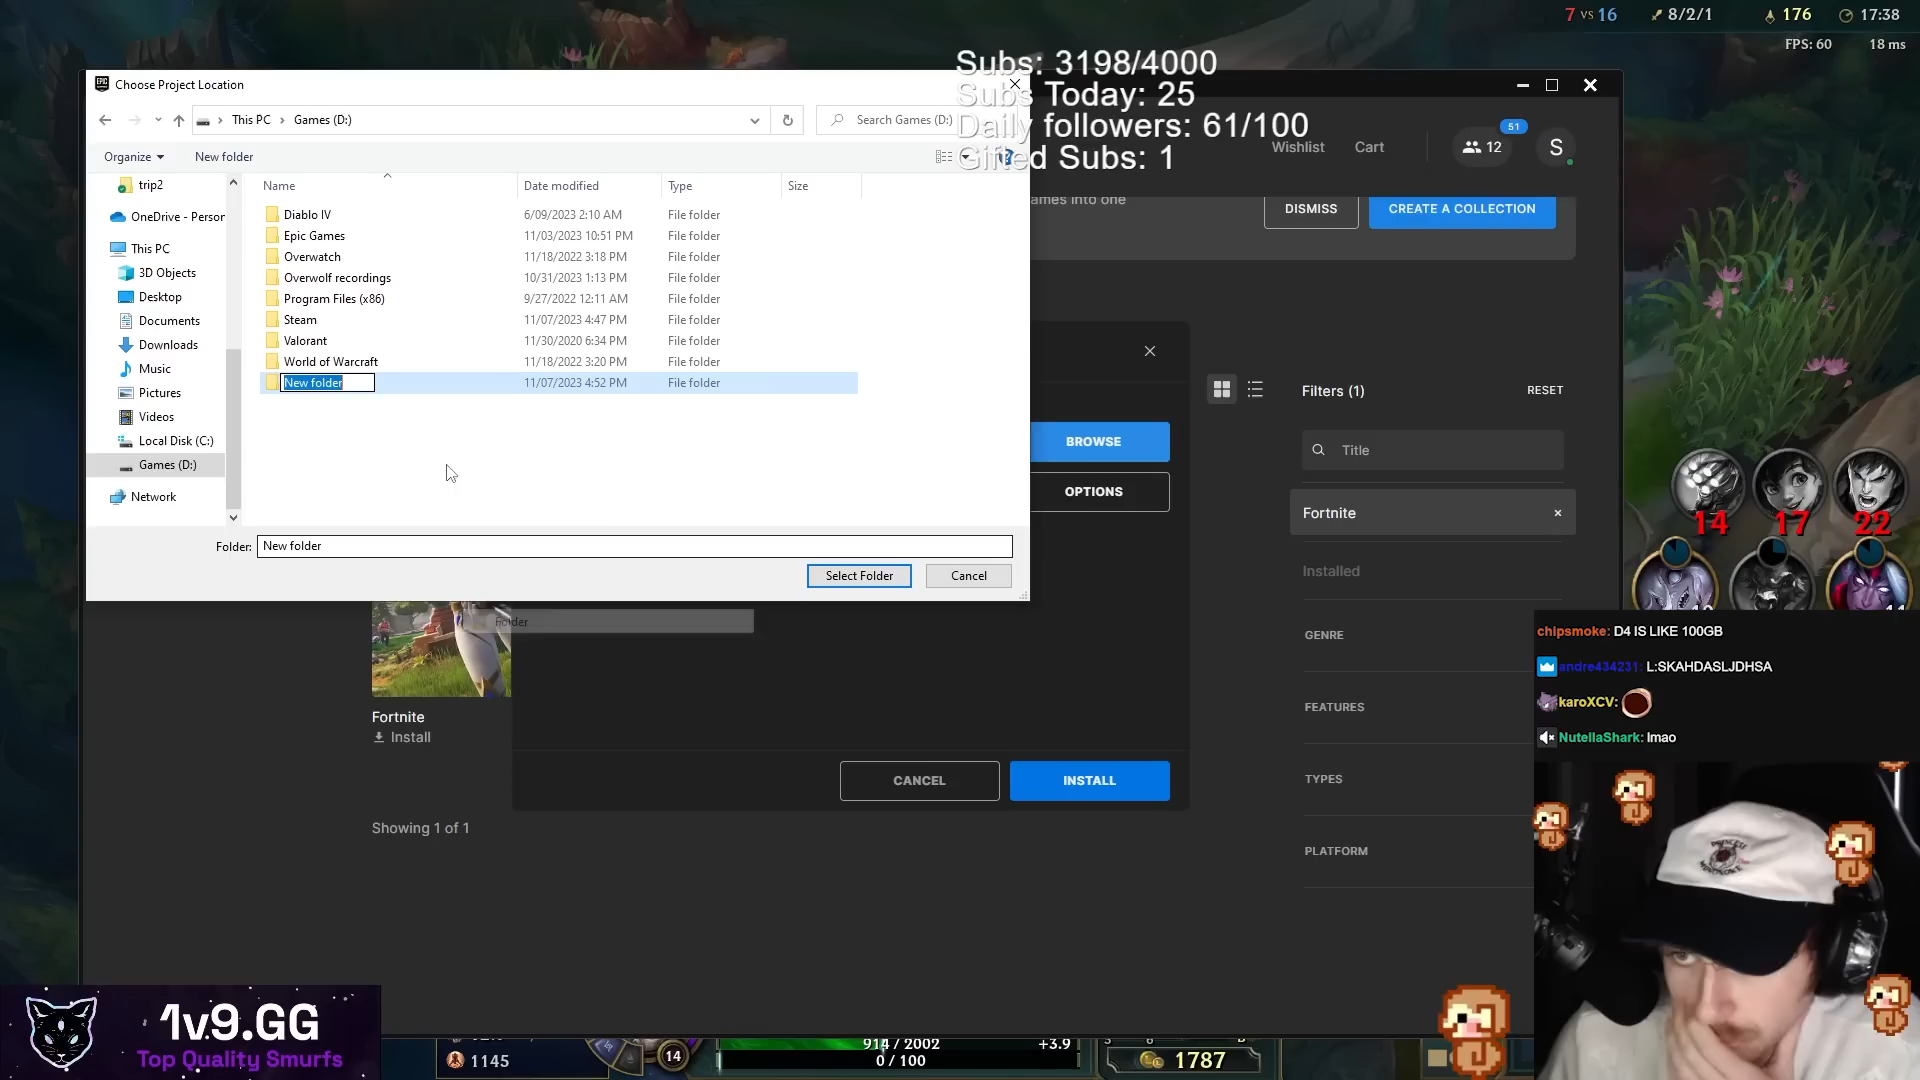 7 vs 16
8/2/1
176
17:38
FPS: 60
18 ms
Subs: 3198/4000
Subs Today: 25
Daily followers: 61/100
Gifted Subs: 1
EPIC
Choose Project Location
This PC
Games (D:)
Search Games (D:)
Organize
New folder
Wishlist
Cart
12
51
S
ames into one
DISMISS
CREATE A COLLECTION
Name
Date modified
Type
Size
Diablo IV 6/09/2023 2:10 AM File folder
Epic Games 11/03/2023 10:51 PM File folder
Overwatch 11/18/2022 3:18 PM File folder
Overwolf recordings 10/31/2023 1:13 PM File folder
Program Files (x86) 9/27/2022 12:11 AM File folder
Steam 11/07/2023 4:47 PM File folder
Valorant 11/30/2020 6:34 PM File folder
World of Warcraft 11/18/2022 3:20 PM File folder
New folder 11/07/2023 4:52 PM File folder
trip2
OneDrive - Person
This PC
3D Objects
Desktop
Documents
Downloads
Music
Pictures
Videos
Local Disk (C:)
Games (D:)
Network
Folder: New folder
Select Folder
Cancel
Folder
BROWSE
OPTIONS
CANCEL
INSTALL
Fortnite
Install
Showing 1 of 1
Filters (1)
RESET
Title
Fortnite
Installed
GENRE
FEATURES
TYPES
PLATFORM
14
17
22
chipsmoke: D4 IS LIKE 100GB
andre434231: L:SKAHDASLJDHSA
karoXCV:
NutellaShark: lmao
1v9.GG
Top Quality Smurfs
1145
14
914 / 2002
+3.9
0 / 100
1787